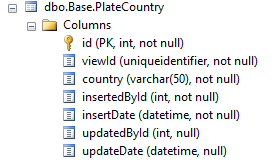 dbo.Base.PlateCountry
Columns
id (PK, int, not null)
viewId (uniqueidentifier, not null)
country (varchar(50), not null)
insertedById (int, not null)
insertDate (datetime, not null)
updatedById (int, null)
updateDate (datetime, null)